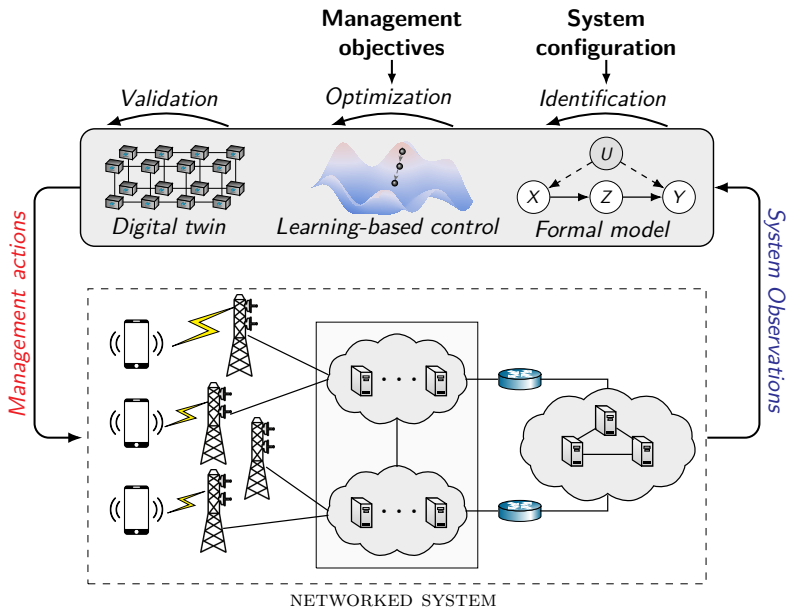 Management
objectives
System
configuration
Validation
Optimization
Identification
U
X
Z
Y
Digital twin
Learning-based control
Formal model
Management actions
System Observations
NETWORKED SYSTEM